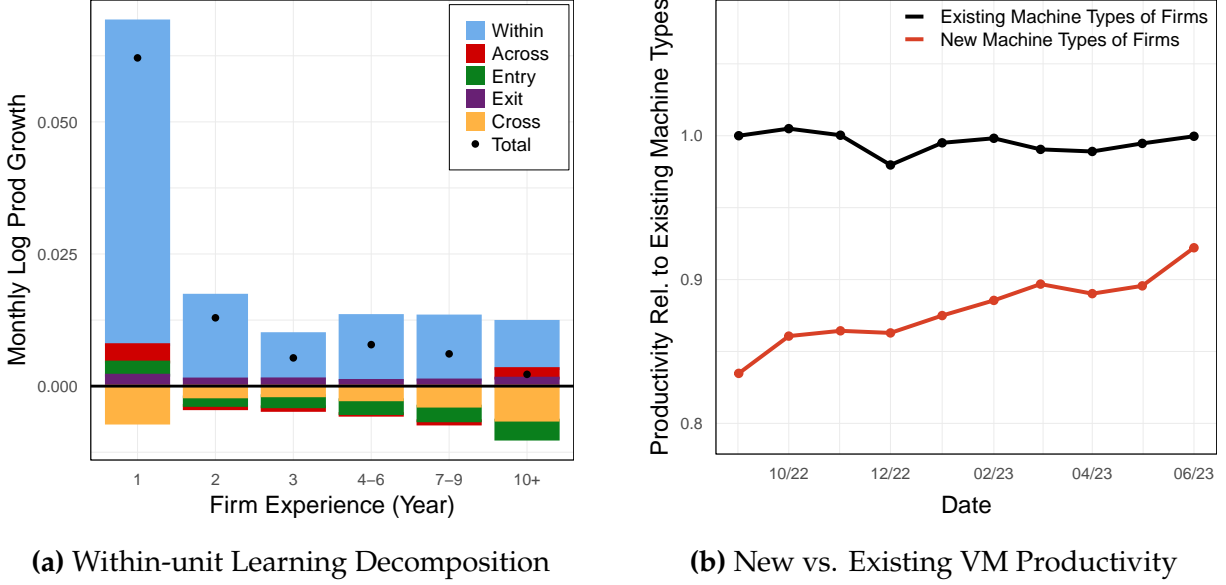 Monthly Log Prod Growth
0.050
0.025
0.000
Within
Across
Entry
Exit
Cross
Total
1
2
3
4–6
7–9
10+
Firm Experience (Year)
(a) Within-unit Learning Decomposition
Productivity Rel. to Existing Machine Types
1.0
0.9
0.8
Existing Machine Types of Firms
New Machine Types of Firms
10/22
12/22
02/23
04/23
06/23
Date
(b) New vs. Existing VM Productivity